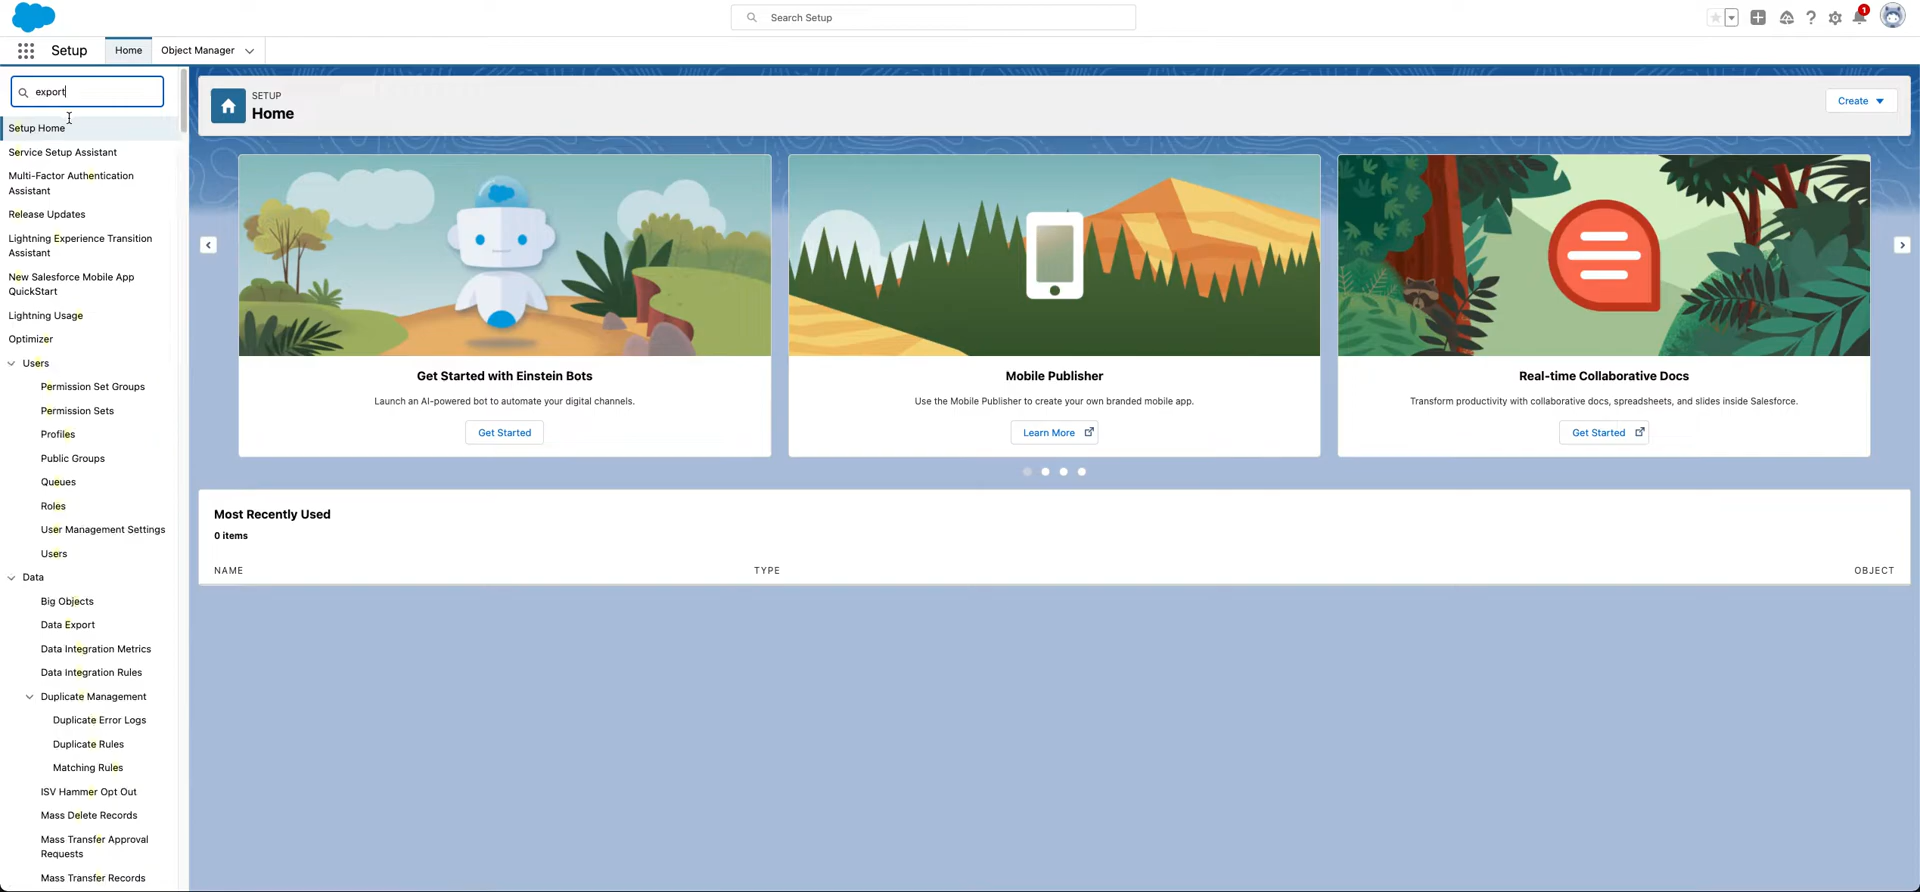 Search Setup
1
Setup
Home
Object Manager
export
Setup Home
Service Setup Assistant
Multi-Factor Authentication
Assistant
Release Updates
Lightning Experience Transition
Assistant
New Salesforce Mobile App
QuickStart
Lightning Usage
Optimizer
Users
Permission Set Groups
Permission Sets
Profiles
Public Groups
Queues
Roles
User Management Settings
Users
Data
Big Objects
Data Export
Data Integration Metrics
Data Integration Rules
Duplicate Management
Duplicate Error Logs
Duplicate Rules
Matching Rules
ISV Hammer Opt Out
Mass Delete Records
Mass Transfer Approval
Requests
Mass Transfer Records
SETUP
Home
Create
Get Started with Einstein Bots
Launch an AI-powered bot to automate your digital channels.
Get Started
Mobile Publisher
Use the Mobile Publisher to create your own branded mobile app.
Learn More
Real-time Collaborative Docs
Transform productivity with collaborative docs, spreadsheets, and slides inside Salesforce.
Get Started
Most Recently Used
0 items
NAME
TYPE
OBJECT